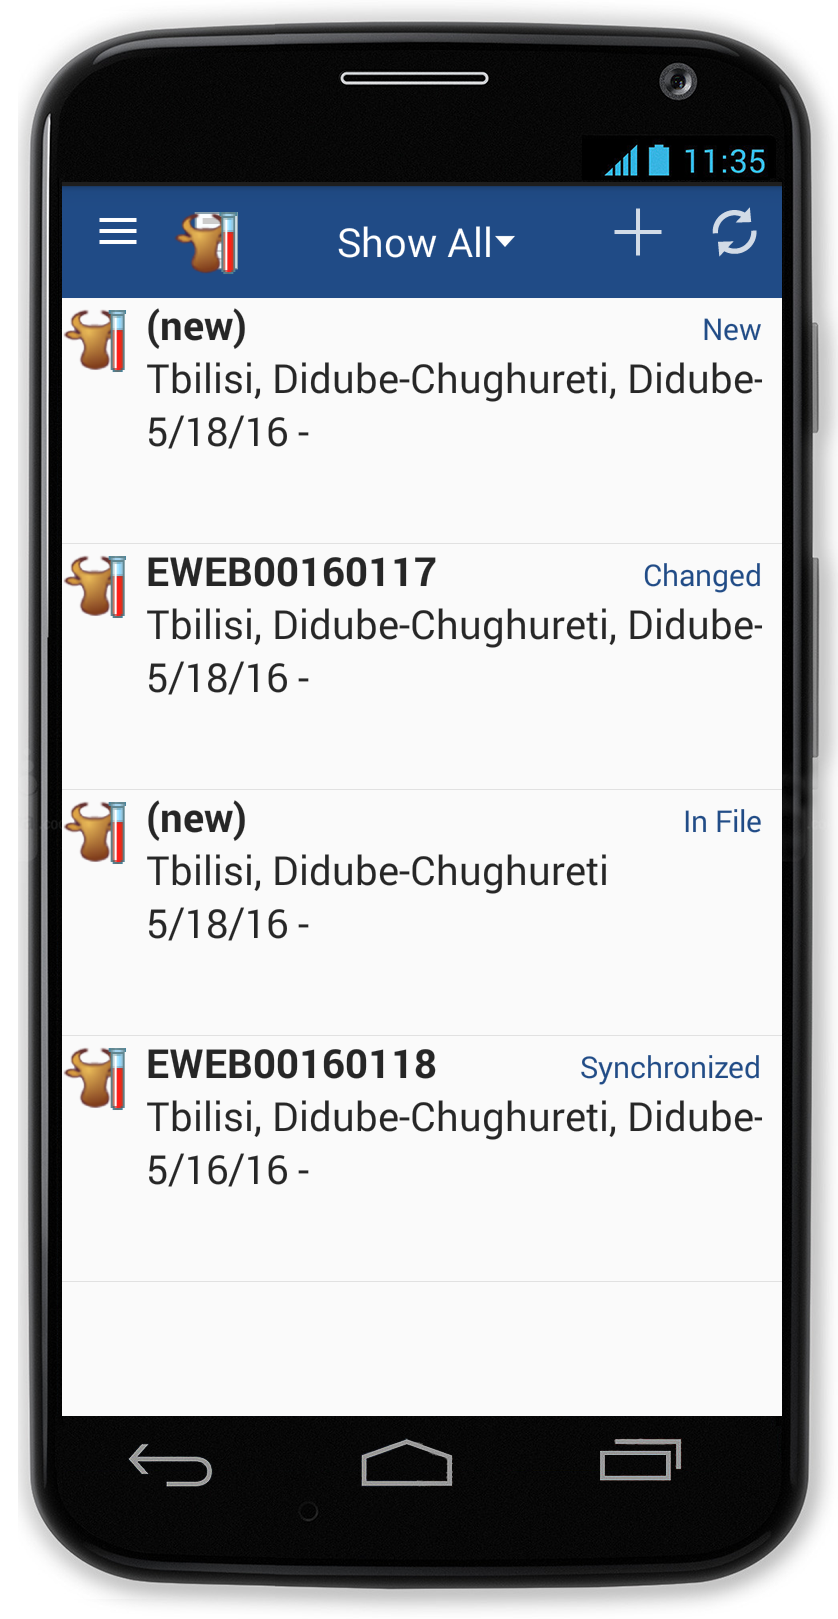 11:35
Show All
(new) New
Tbilisi, Didube-Chughureti, Didube-
5/18/16 -
EWEB00160117 Changed
Tbilisi, Didube-Chughureti, Didube-
5/18/16 -
(new) In File
Tbilisi, Didube-Chughureti
5/18/16 -
EWEB00160118 Synchronized
Tbilisi, Didube-Chughureti, Didube-
5/16/16 -